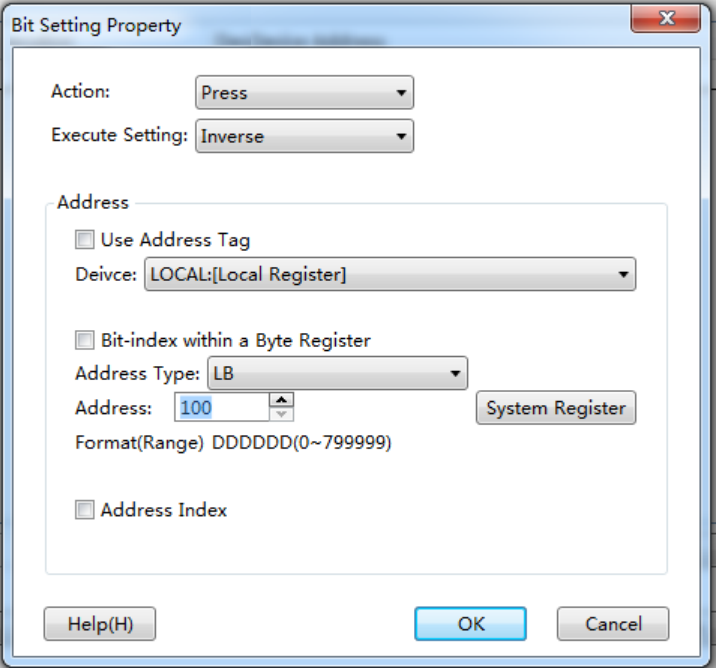 Bit Setting Property
Action: Press
Execute Setting: Inverse
Address
Use Address Tag
Deivce: LOCAL:[Local Register]
Bit-index within a Byte Register
Address Type: LB
Address: 100 System Register
Format(Range) DDDDDD(0~799999)
Address Index
Help(H) OK Cancel